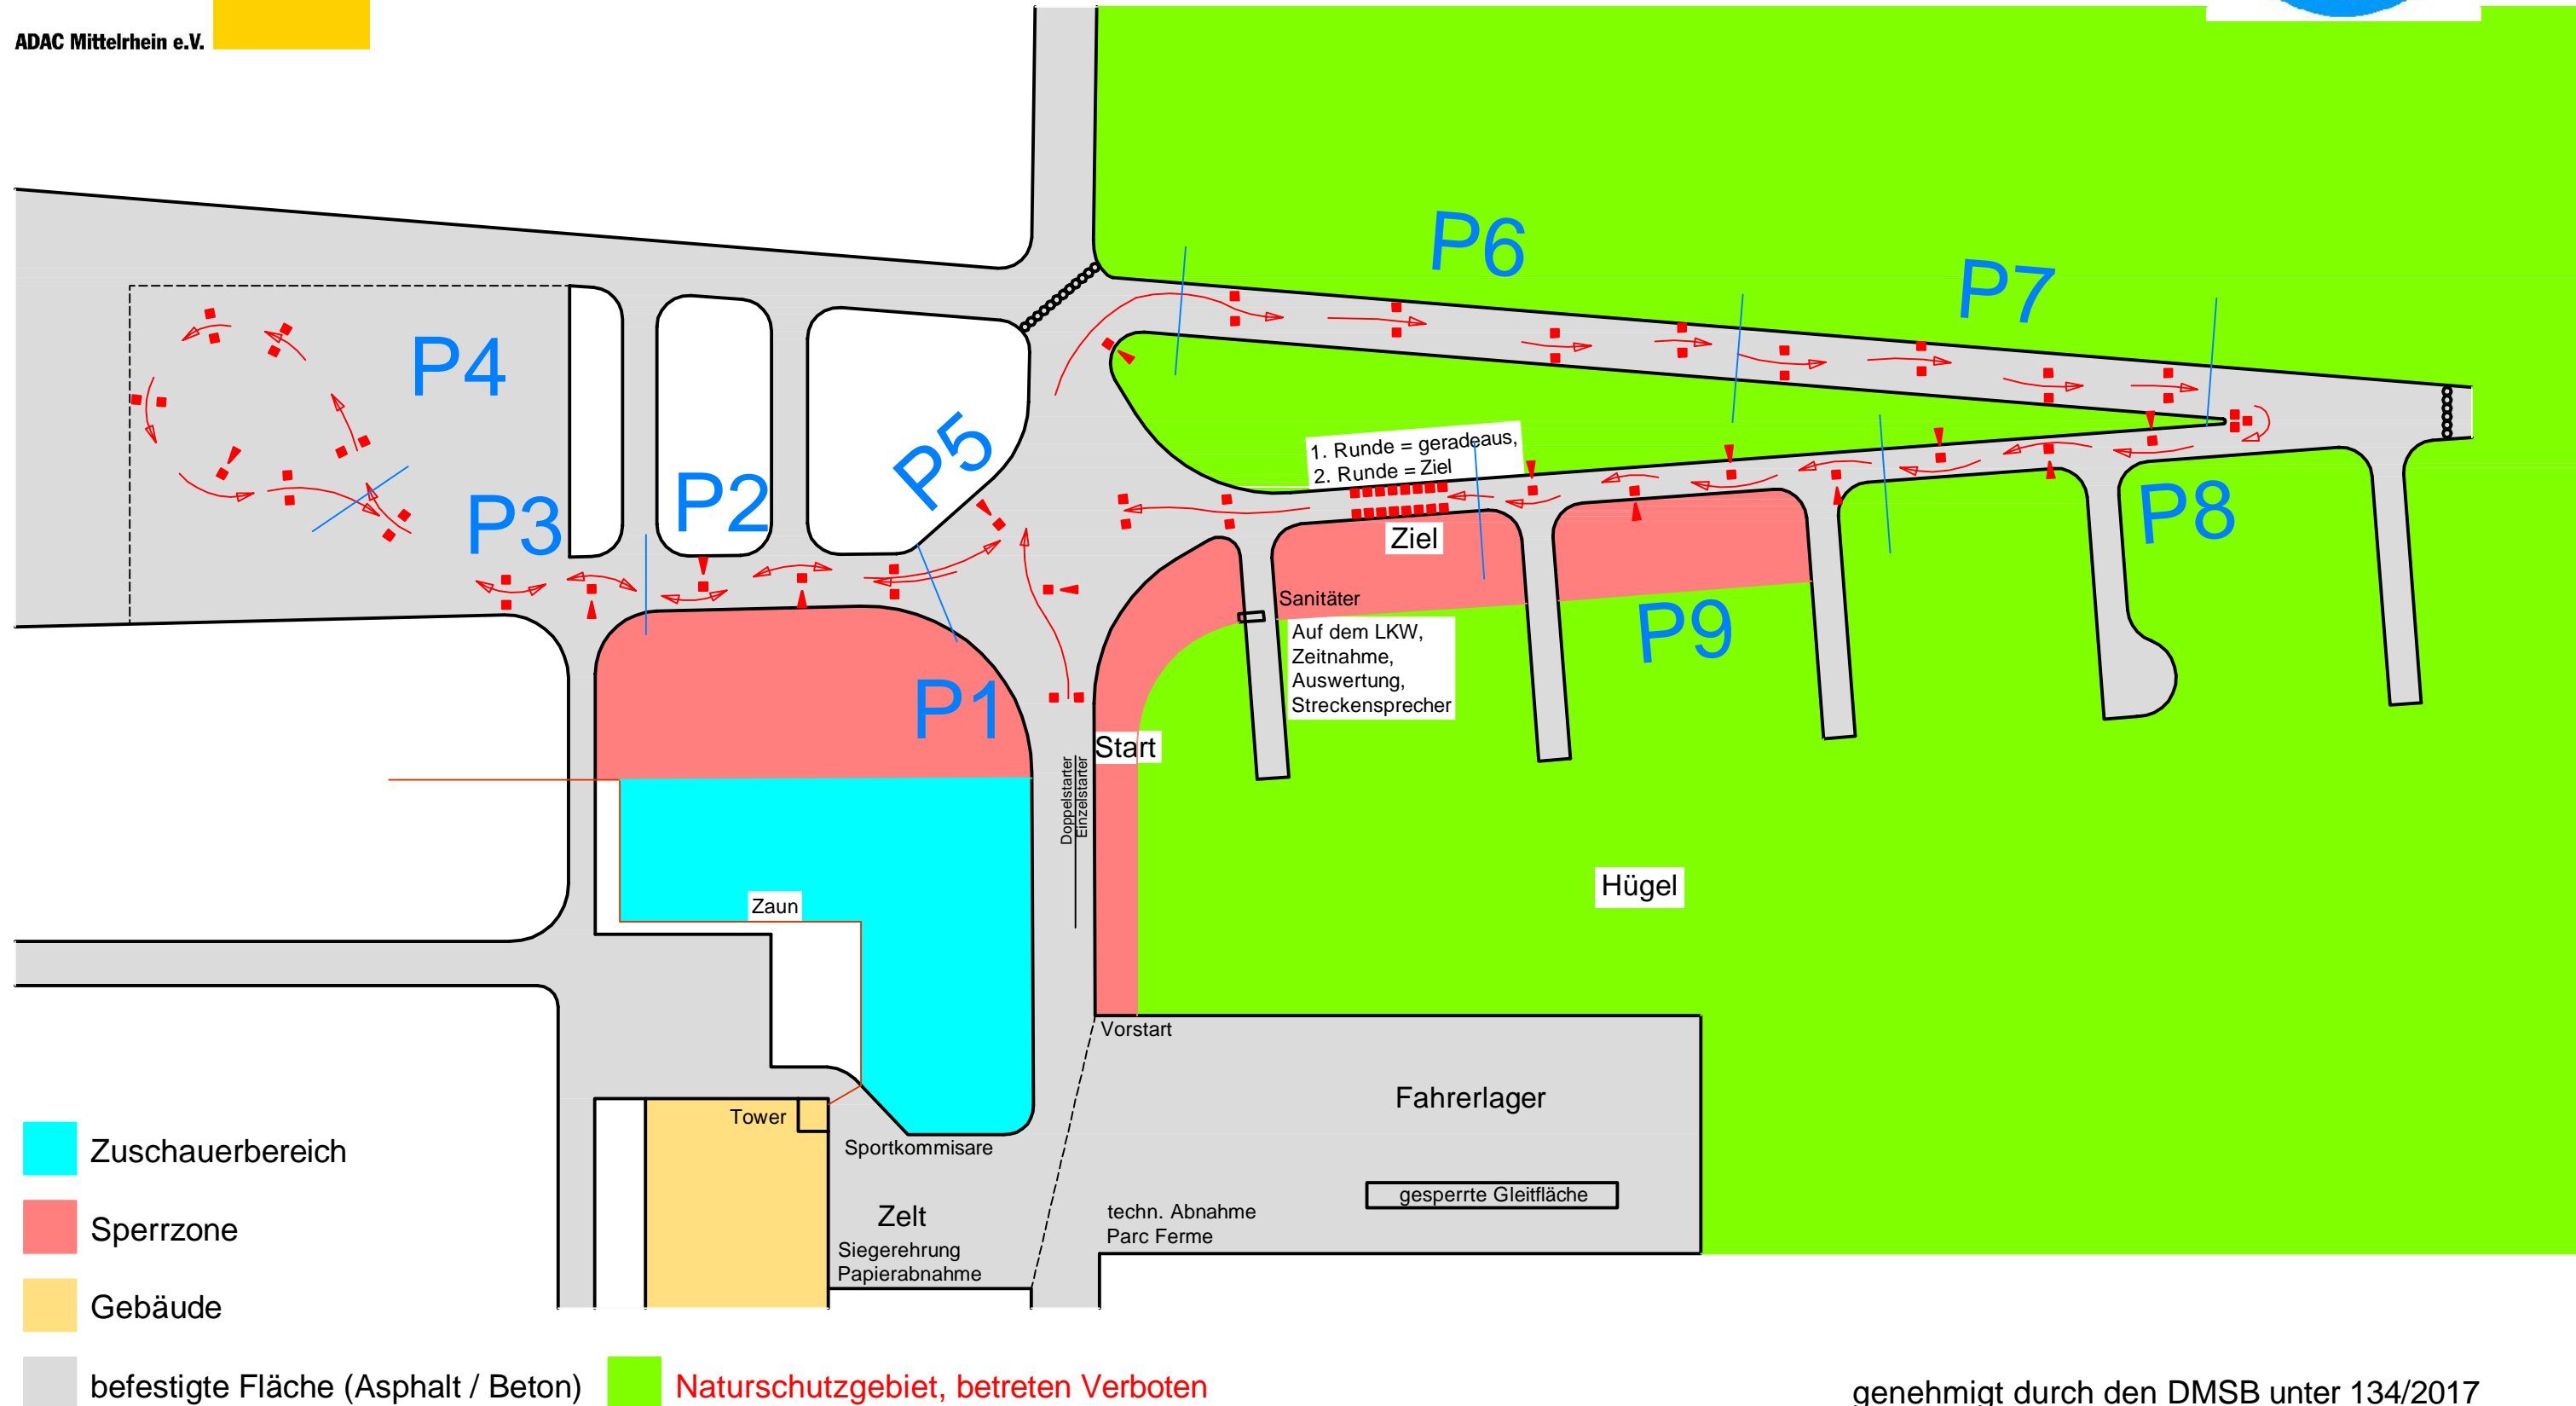 ADAC Mittelrhein e.V.
P6
P7
P4
P5
1. Runde = geradeaus,
2. Runde = Ziel
P3
P2
P8
Ziel
Sanitäter
Auf dem LKW,
Zeitnahme,
Auswertung,
Streckensprecher
P9
P1
Start
Doppelstarter
Einzelstarter
Hügel
Zaun
Vorstart
Fahrerlager
Tower
Sportkommisare
gesperrte Gleitfläche
Zelt
Siegerehrung
Papierabnahme
techn. Abnahme
Parc Ferme
Zuschauerbereich
Sperrzone
Gebäude
befestigte Fläche (Asphalt / Beton)
Naturschutzgebiet, betreten Verboten
genehmigt durch den DMSB unter 134/2017